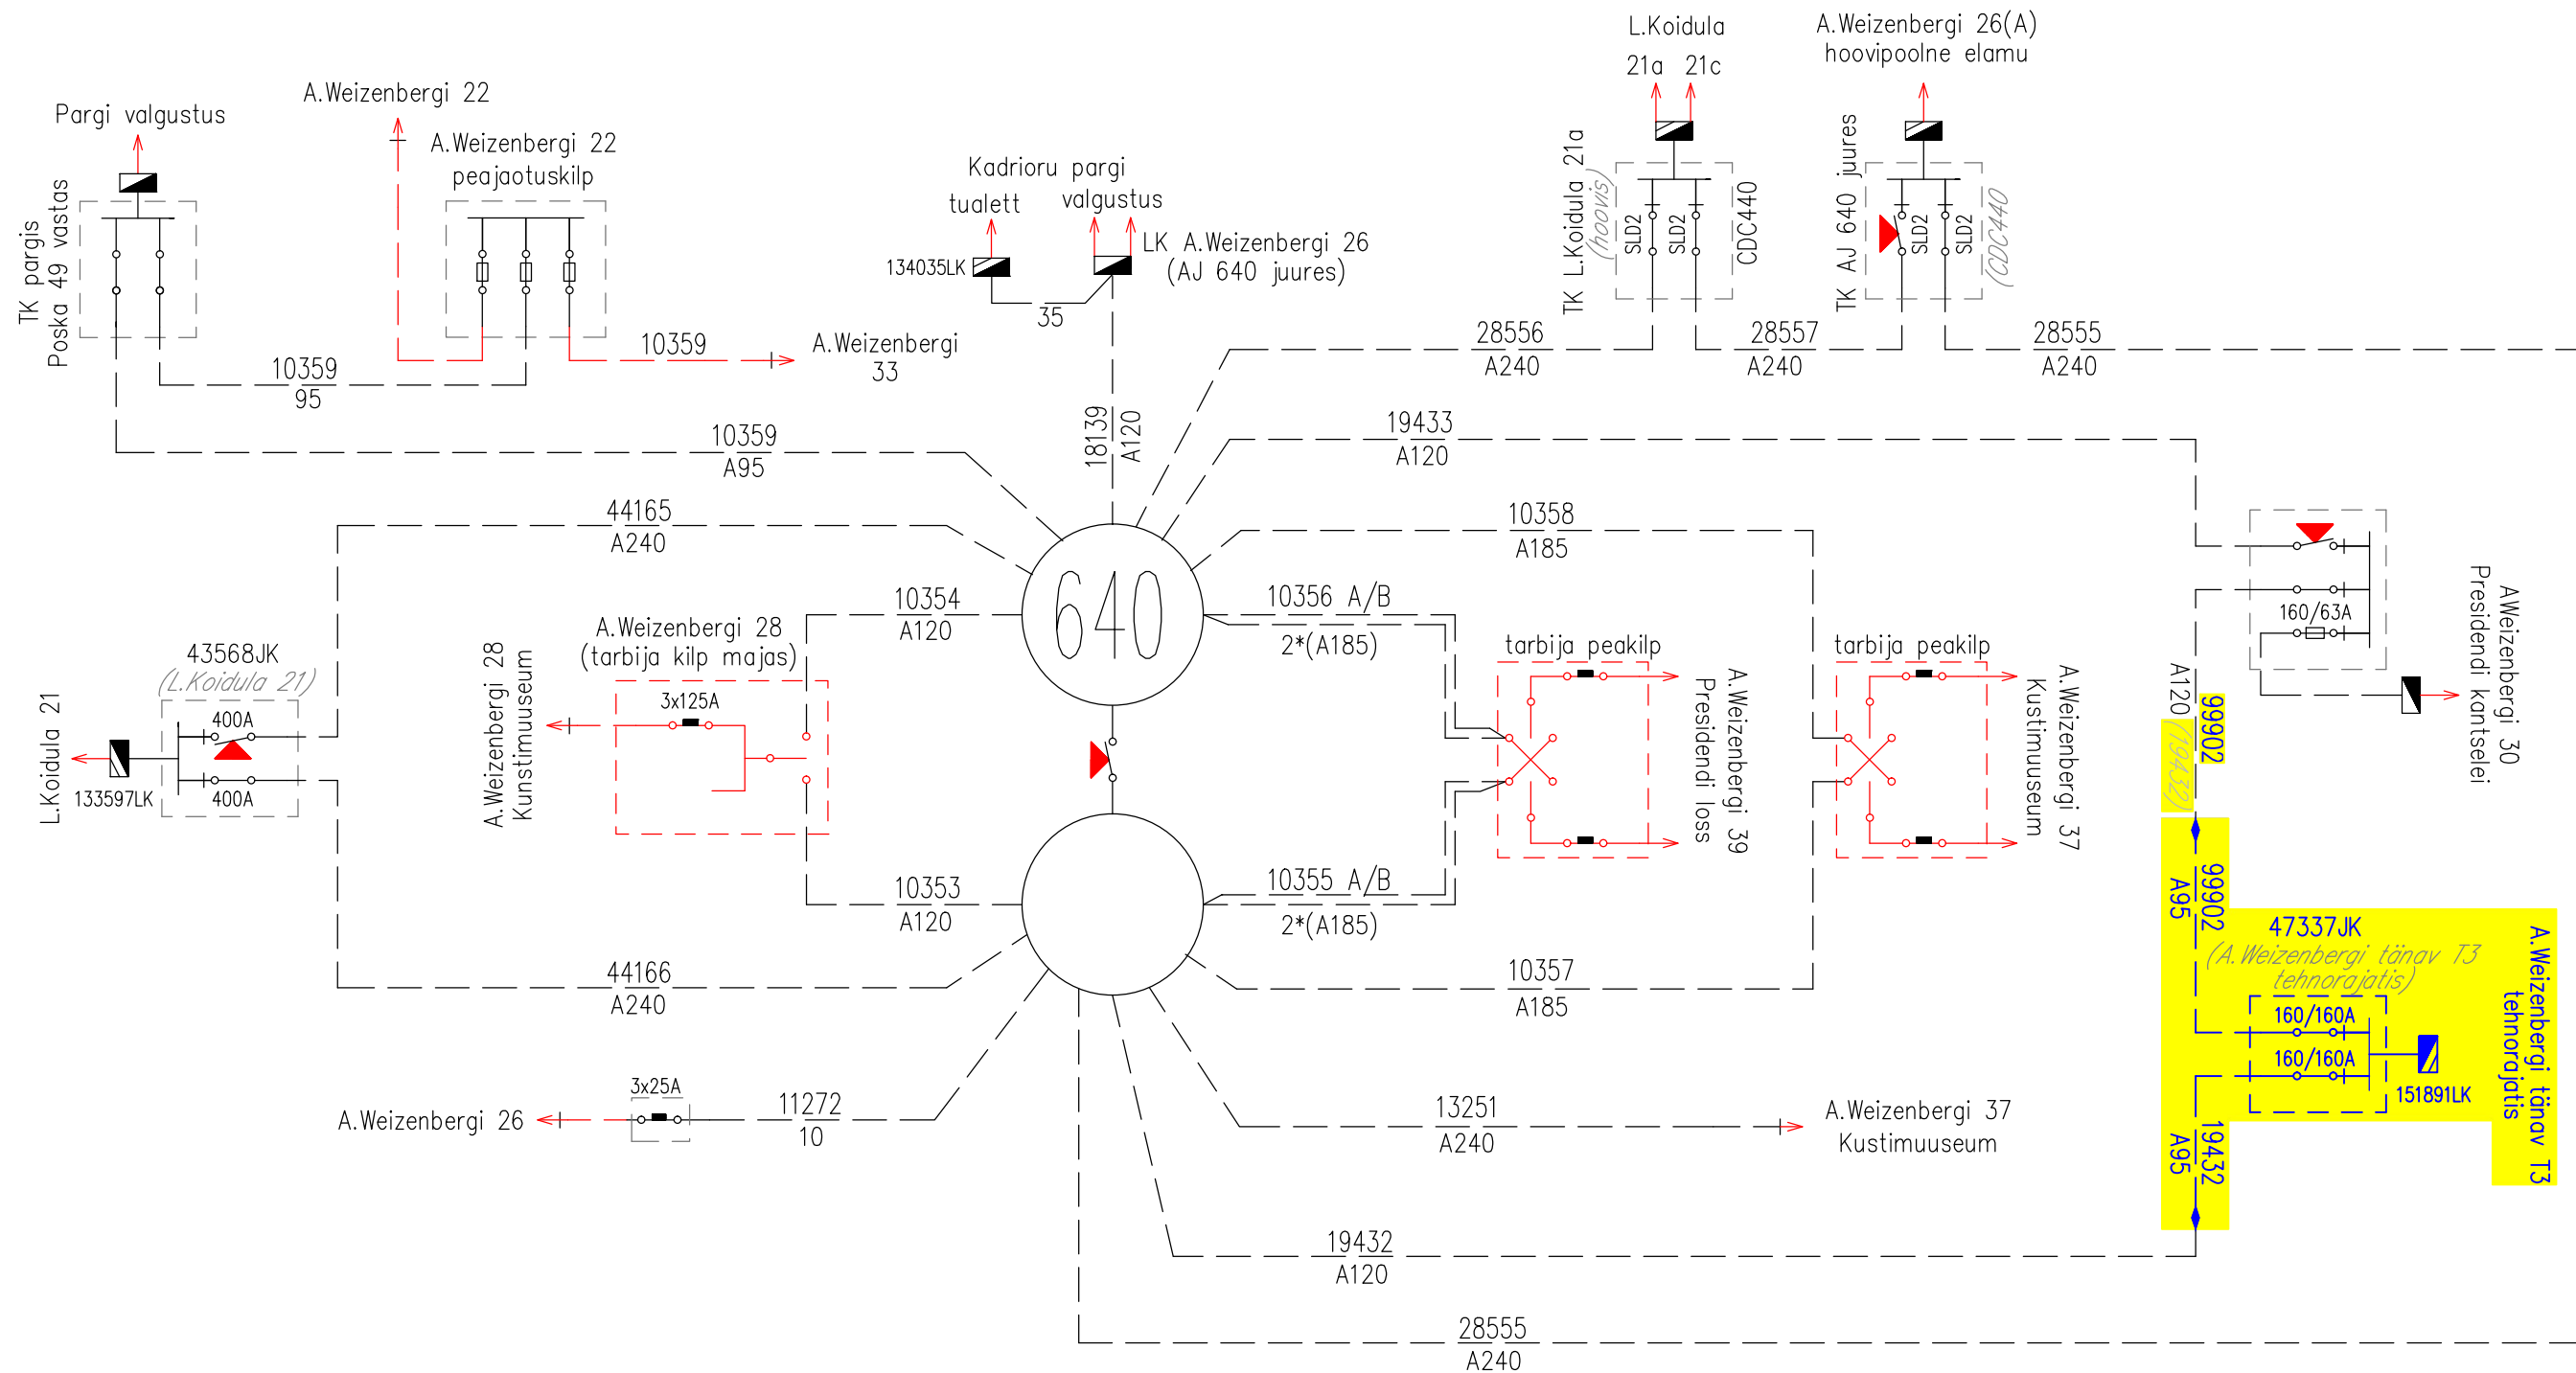 L.Koidula
21a 21c
A.Weizenbergi 26(A)
hoovipoolne elamu
Pargi valgustus
A.Weizenbergi 22
A.Weizenbergi 22
peajaotuskilp
TK pargis
Poska 49 vastas
Kadrioru pargi
tualett
valgustus
134035LK
LK A.Weizenbergi 26
(AJ 640 juures)
35
TK L.Koidula 21a
(hoovis)
SLD2
SLD2
CDC440
TK AJ 640 juures
SLD2
SLD2
(CDC440
10359
95
10359
A.Weizenbergi
33
28556
A240
28557
A240
28555
A240
10359
A95
18139
A120
19433
A120
44165
A240
10358
A185
640
10354
A120
10356 A/B
2*(A185)
A.Weizenbergi 28
(tarbija kilp majas)
3x125A
A.Weizenbergi 28
Kunstimuuseum
43568JK
(L.Koidula 21)
400A
400A
133597LK
L.Koidula 21
tarbija peakilp
A.Weizenbergi 39
Presidendi loss
tarbija peakilp
A.Weizenbergi 37
Kustimuuseum
160/63A
AWeizenbergi 30
Presidendi kantselei
99902
A120 (19432)
10353
A120
10355 A/B
2*(A185)
99902
A95
47337JK
(A.Weizenbergi tänav T3
tehnorajatis)
160/160A
160/160A
151891LK
A.Weizenbergi tänav T3
tehnorajatis
19432
A95
44166
A240
10357
A185
A.Weizenbergi 26
3x25A
11272
10
13251
A240
A.Weizenbergi 37
Kustimuuseum
19432
A120
28555
A240